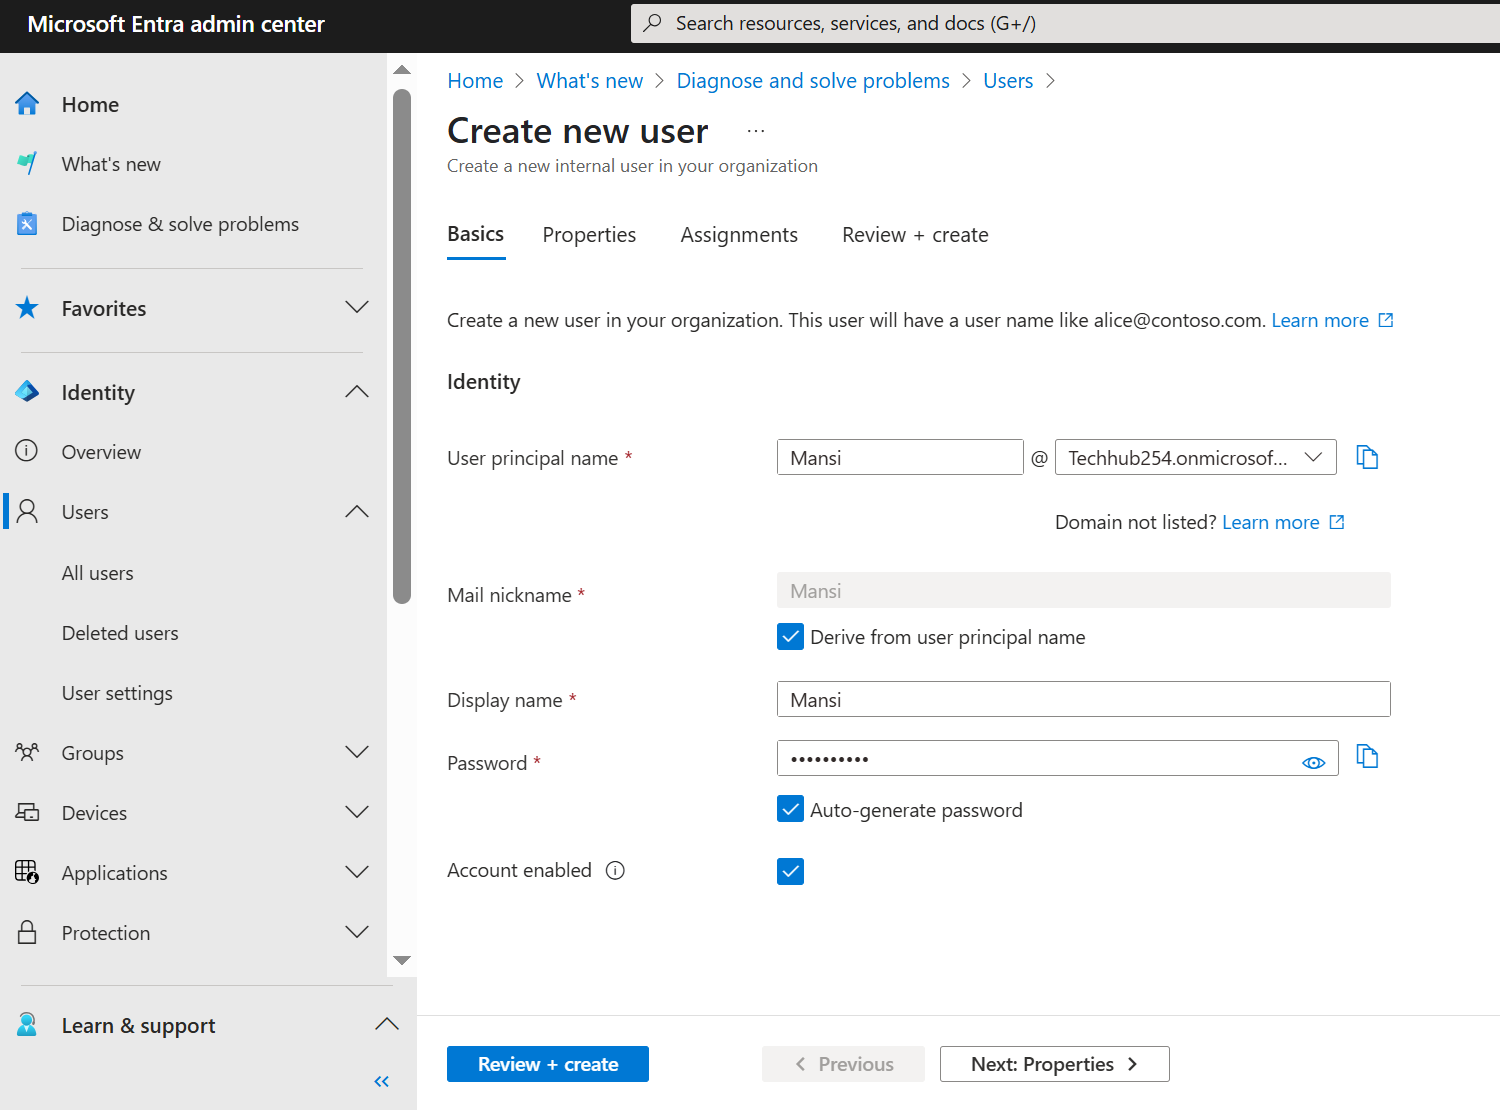 Microsoft Entra admin center
Search resources, services, and docs (G+/)
Home
What's new
Diagnose & solve problems
Favorites
Identity
Overview
Users
All users
Deleted users
User settings
Groups
Devices
Applications
Protection
Learn & support
Home > What's new > Diagnose and solve problems > Users >
Create new user ...
Create a new internal user in your organization
Basics Properties Assignments Review + create
Create a new user in your organization. This user will have a user name like alice@contoso.com. Learn more
Identity
User principal name * Mansi @ Techhub254.onmicrosof...
Domain not listed? Learn more
Mail nickname * Mansi
Derive from user principal name
Display name * Mansi
Password * ••••••••••
Auto-generate password
Account enabled
Review + create Previous Next: Properties